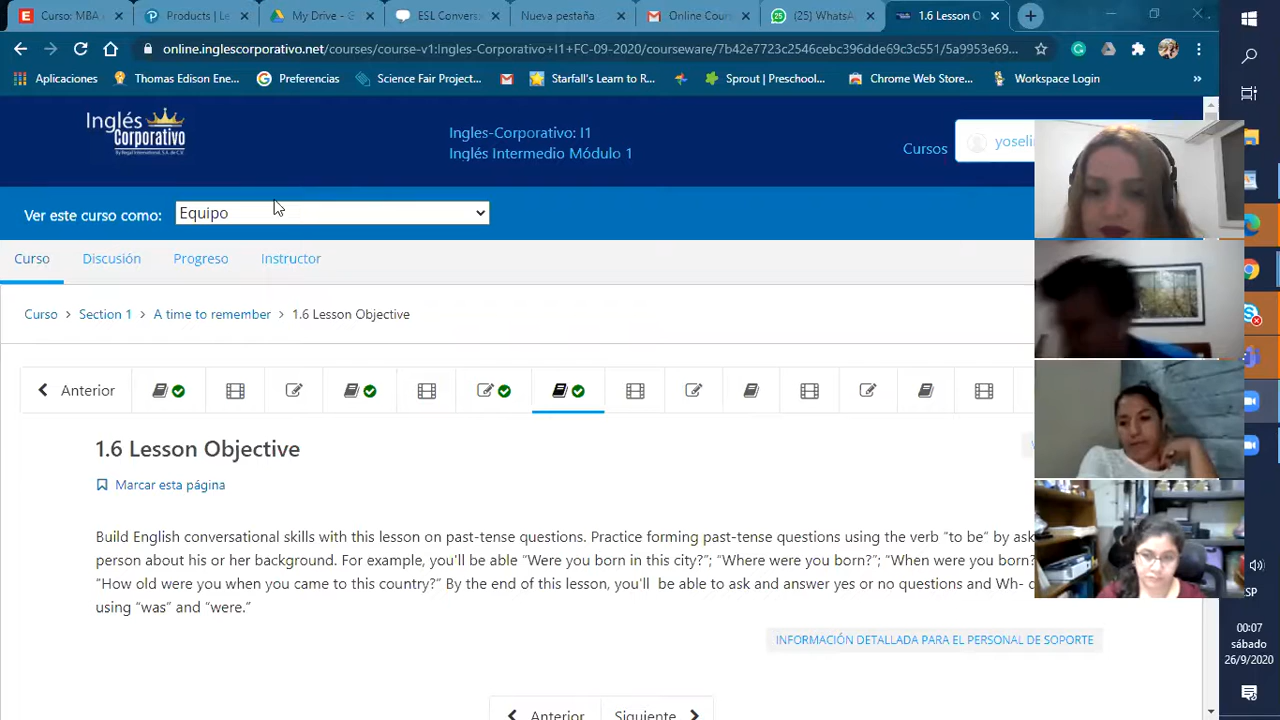 Curso: MBA
Products | Le
My Drive - G
ESL Convers
Nueva pestaña
Online Cour
(25) WhatsA
1.6 Lesson O
online.inglescorporativo.net/courses/course-v1:Ingles-Corporativo+I1+FC-09-2020/courseware/7b42e7723c2546cebc396dde69c3c551/5a9953e69...
Aplicaciones
Thomas Edison Ene...
Preferencias
Science Fair Project...
Starfall's Learn to R...
Sprout | Preschool...
Chrome Web Store...
Workspace Login
»
Inglés
Corporativo
Ingles-Corporativo: I1
Inglés Intermedio Módulo 1
Cursos
yoseli
Ver este curso como:
Equipo
Curso
Discusión
Progreso
Instructor
Curso > Section 1 > A time to remember > 1.6 Lesson Objective
Anterior
1.6 Lesson Objective
Marcar esta página
Build English conversational skills with this lesson on past-tense questions. Practice forming past-tense questions using the verb “to be” by ask
person about his or her background. For example, you'll be able “Were you born in this city?”; “Where were you born?”; “When were you born?
“How old were you when you came to this country?” By the end of this lesson, you'll be able to ask and answer yes or no questions and Wh-
using “was” and “were.”
INFORMACIÓN DETALLADA PARA EL PERSONAL DE SOPORTE
Anterior
Siguiente
ESP
00:07
sábado
26/9/2020